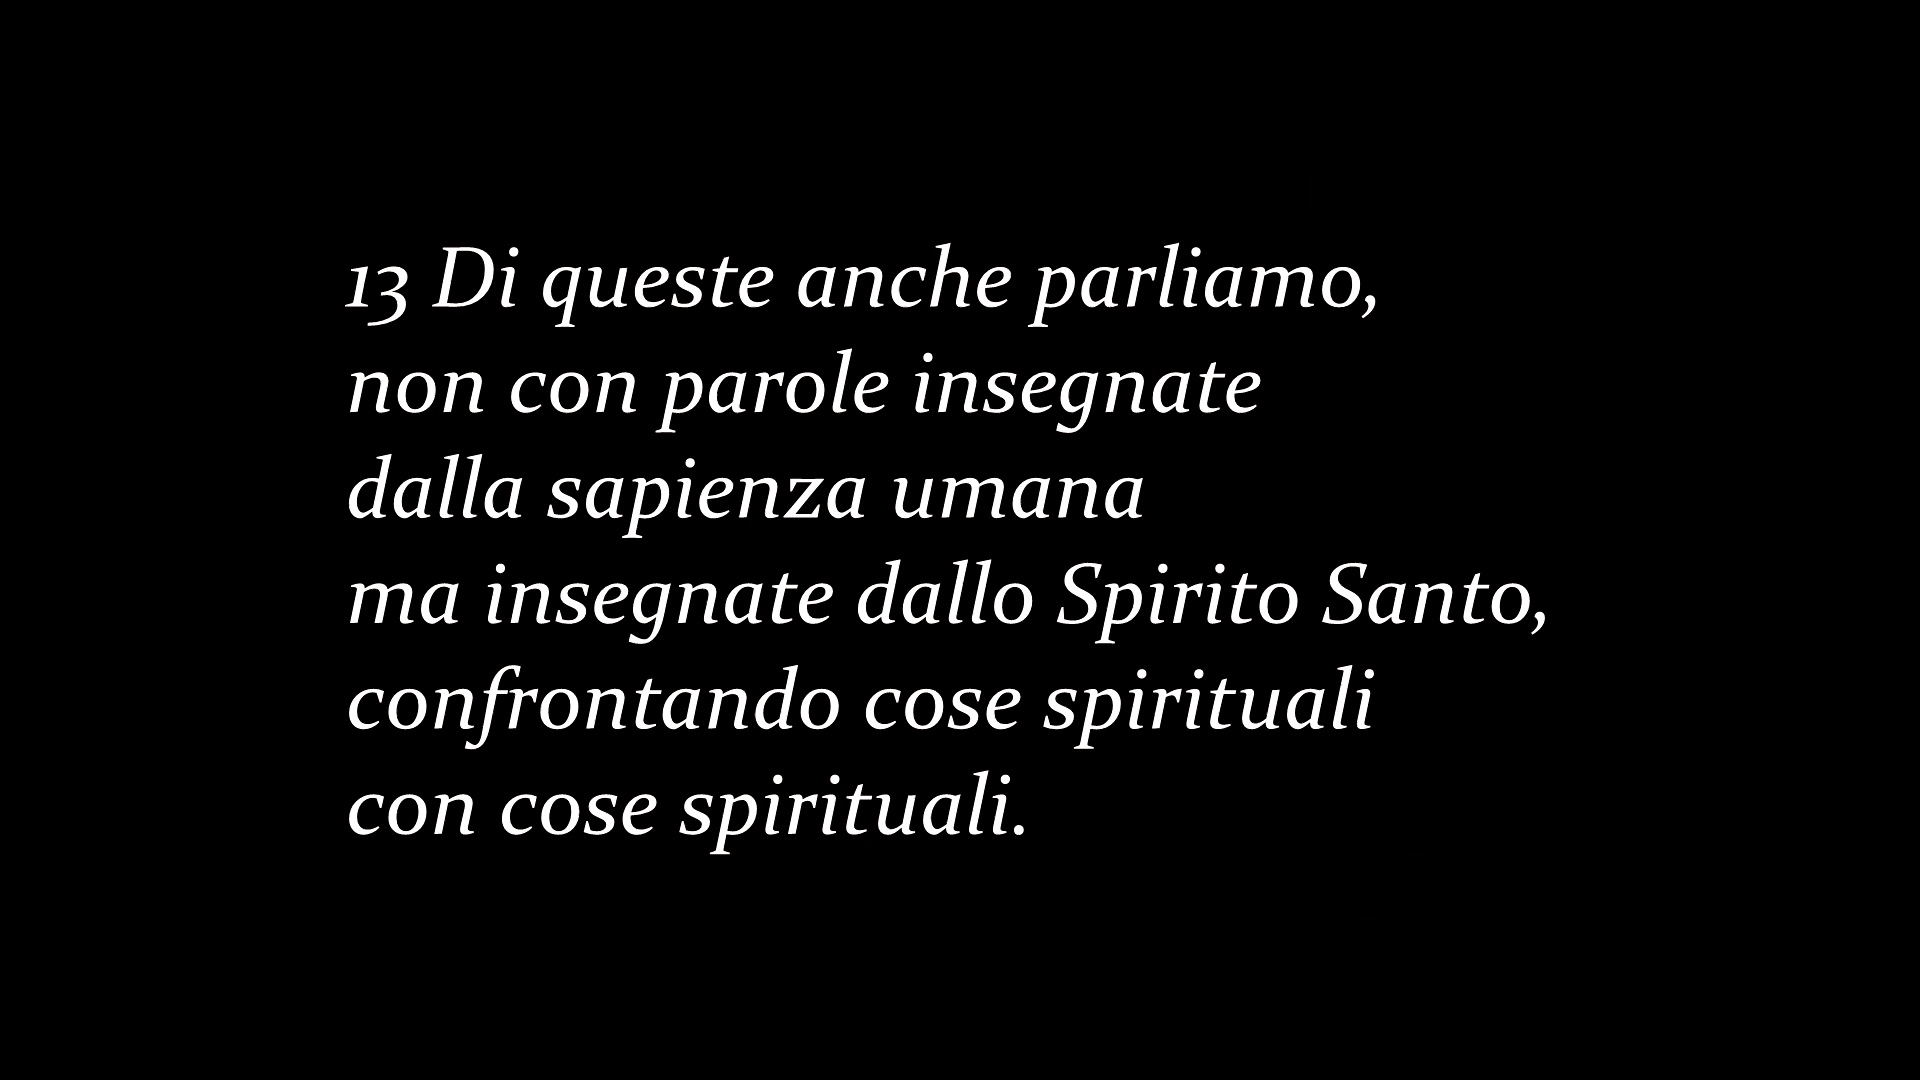 13 Di queste anche parliamo,
non con parole insegnate
dalla sapienza umana
ma insegnate dallo Spirito Santo,
confrontando cose spirituali
con cose spirituali.